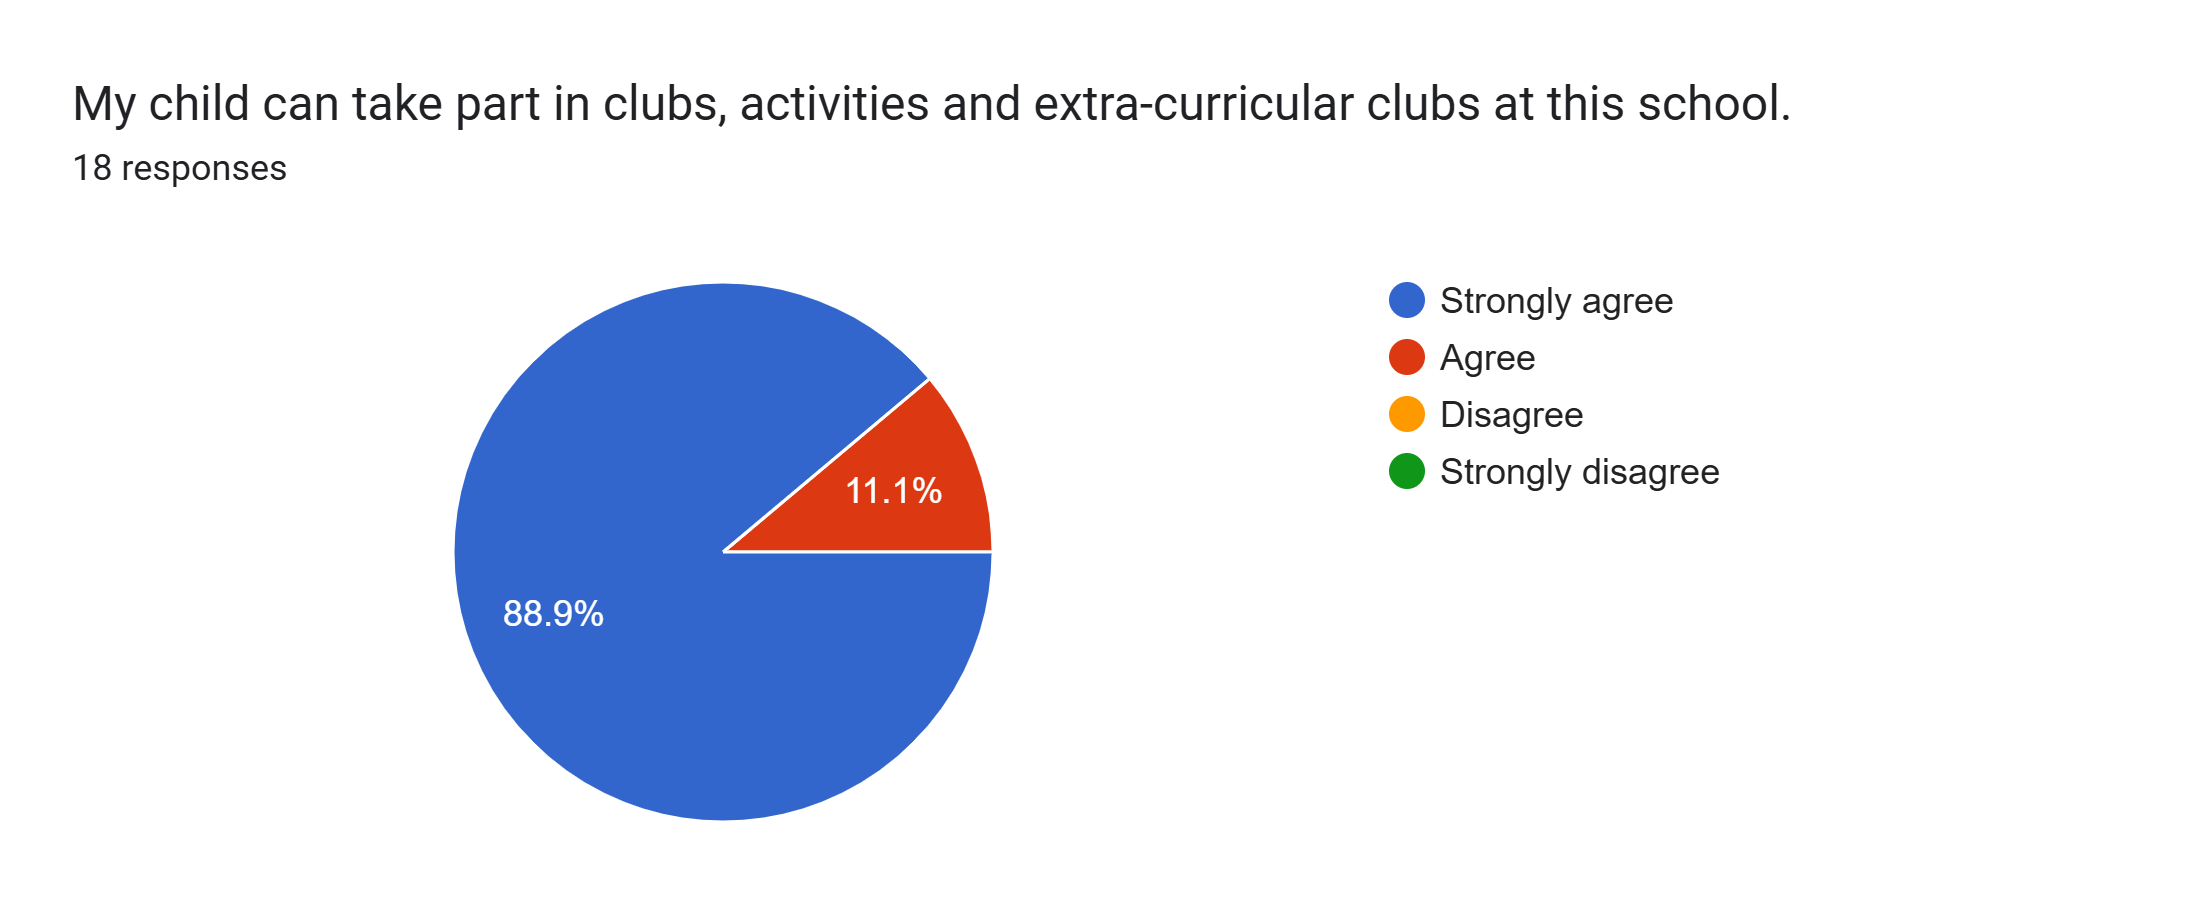 My child can take part in clubs, activities and extra-curricular clubs at this school.
18 responses
Strongly agree
Agree
Disagree
Strongly disagree
11.1%
88.9%